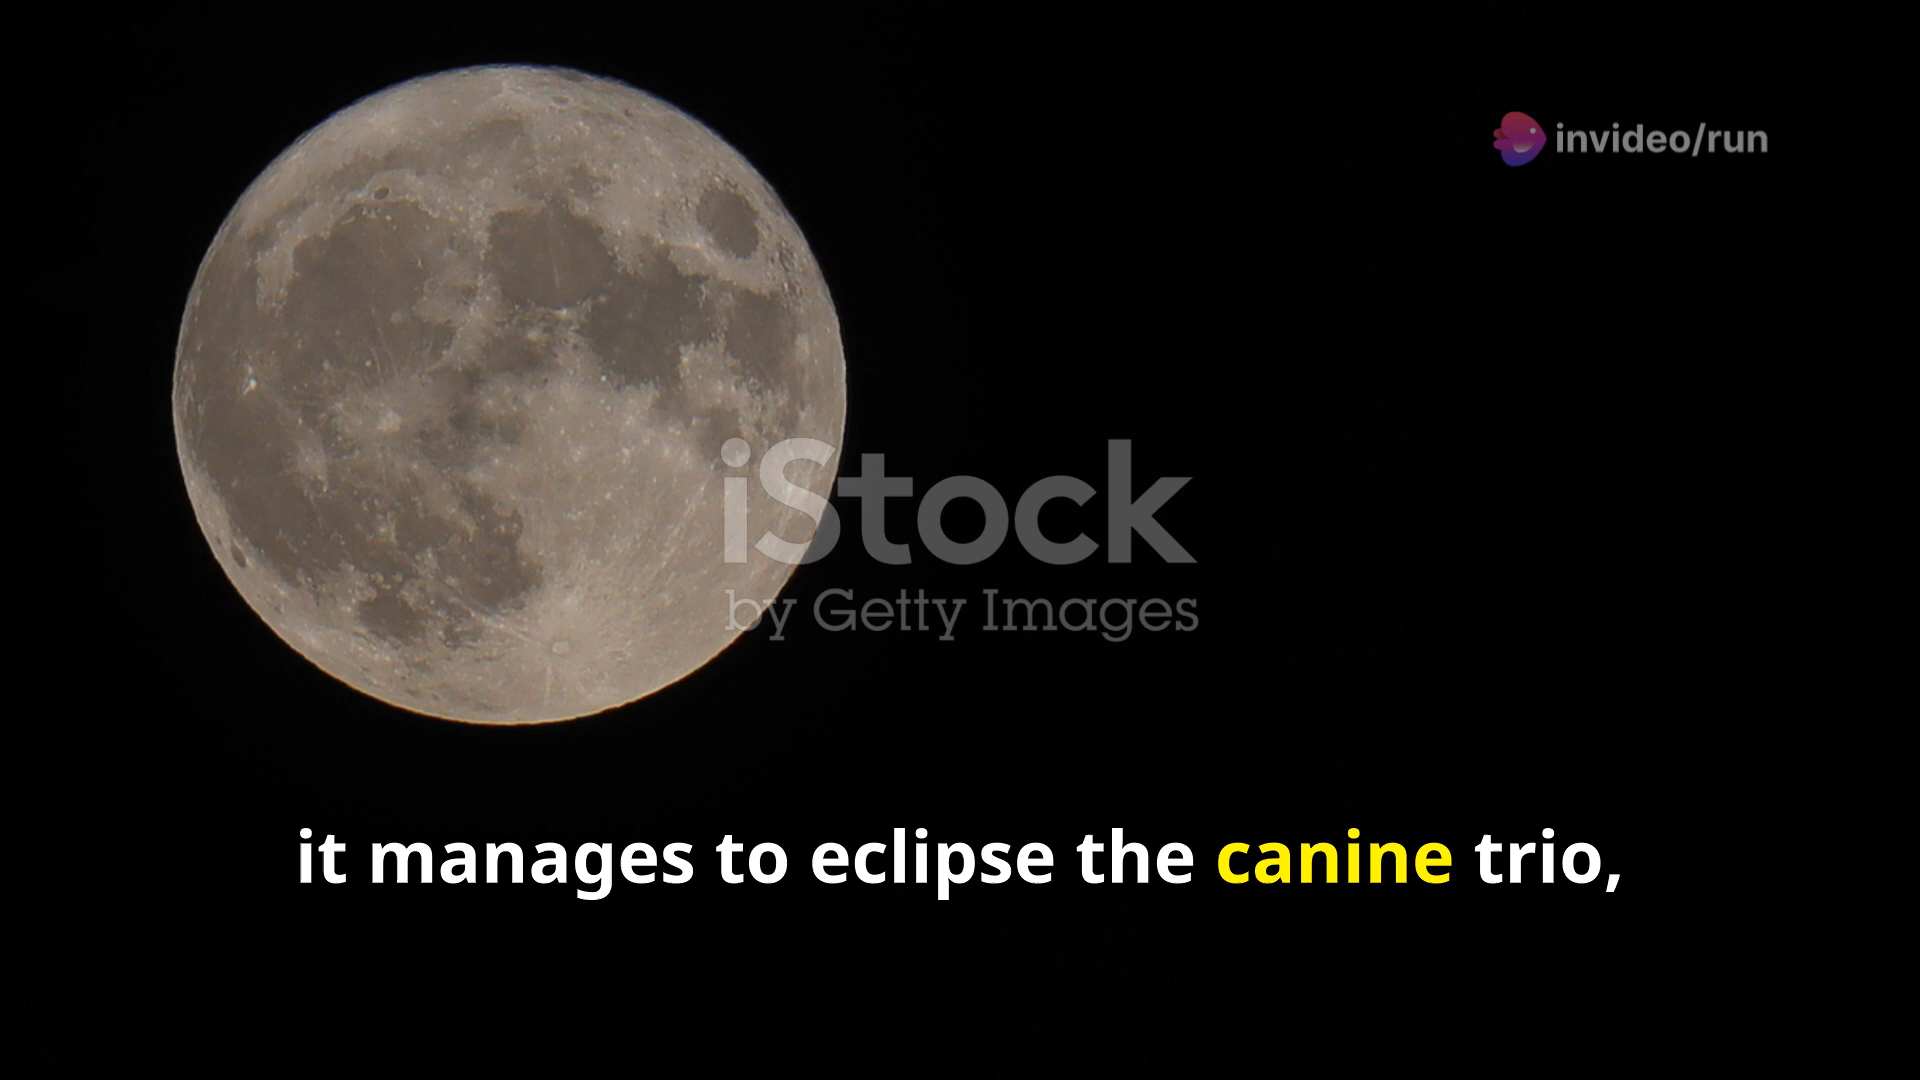 invideo/run
iStock
by Getty Images
it manages to eclipse the canine trio,